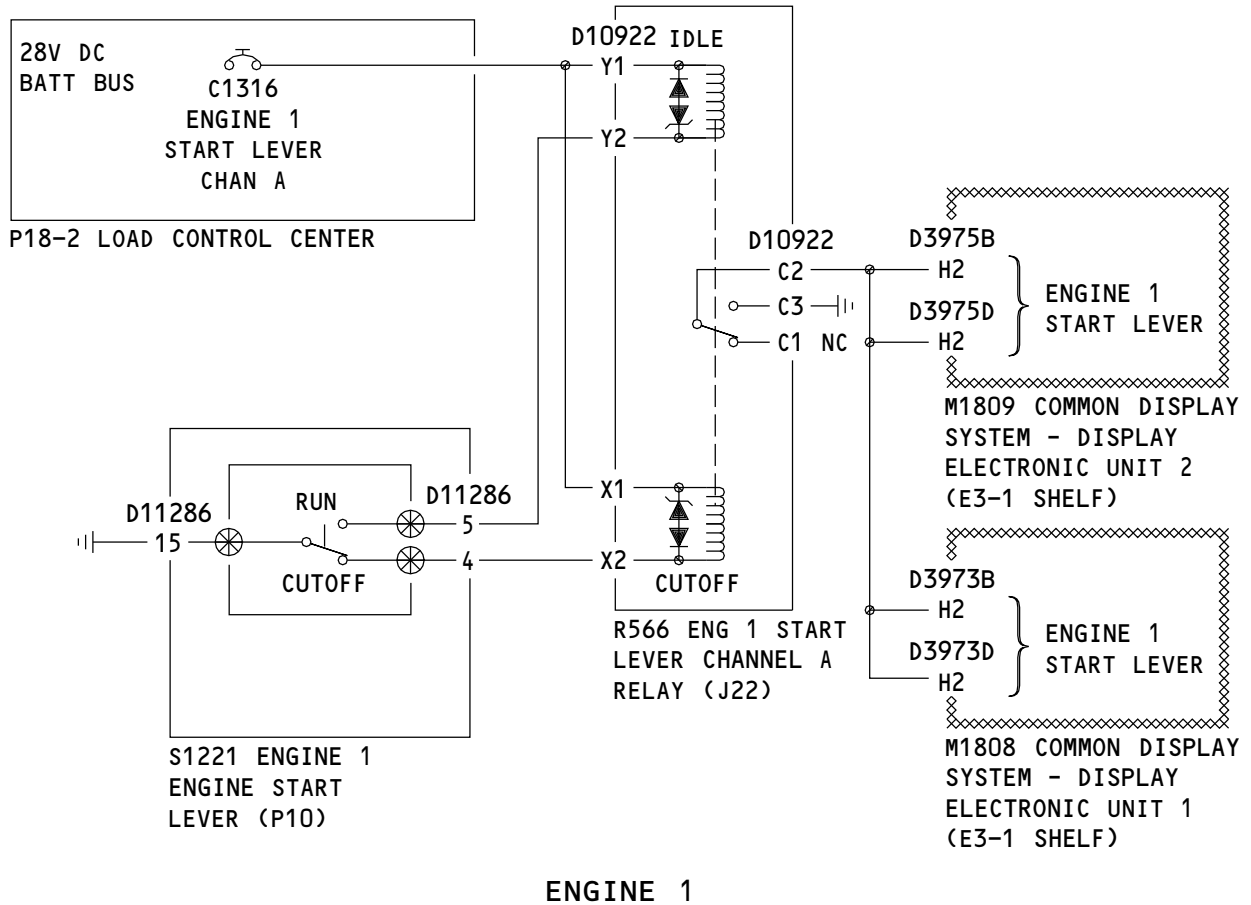 28V DC
BATT BUS
C1316
ENGINE 1
START LEVER
CHAN A
P18-2 LOAD CONTROL CENTER
D10922 IDLE
Y1
Y2
D10922
C2
C3
C1 NC
X1
X2
CUTOFF
R566 ENG 1 START
LEVER CHANNEL A
RELAY (J22)
D11286
15
RUN
CUTOFF
D11286
5
4
S1221 ENGINE 1
ENGINE START
LEVER (P10)
D3975B
H2
D3975D
H2
ENGINE 1
START LEVER
M1809 COMMON DISPLAY
SYSTEM - DISPLAY
ELECTRONIC UNIT 2
(E3-1 SHELF)
D3973B
H2
D3973D
H2
ENGINE 1
START LEVER
M1808 COMMON DISPLAY
SYSTEM - DISPLAY
ELECTRONIC UNIT 1
(E3-1 SHELF)
ENGINE 1